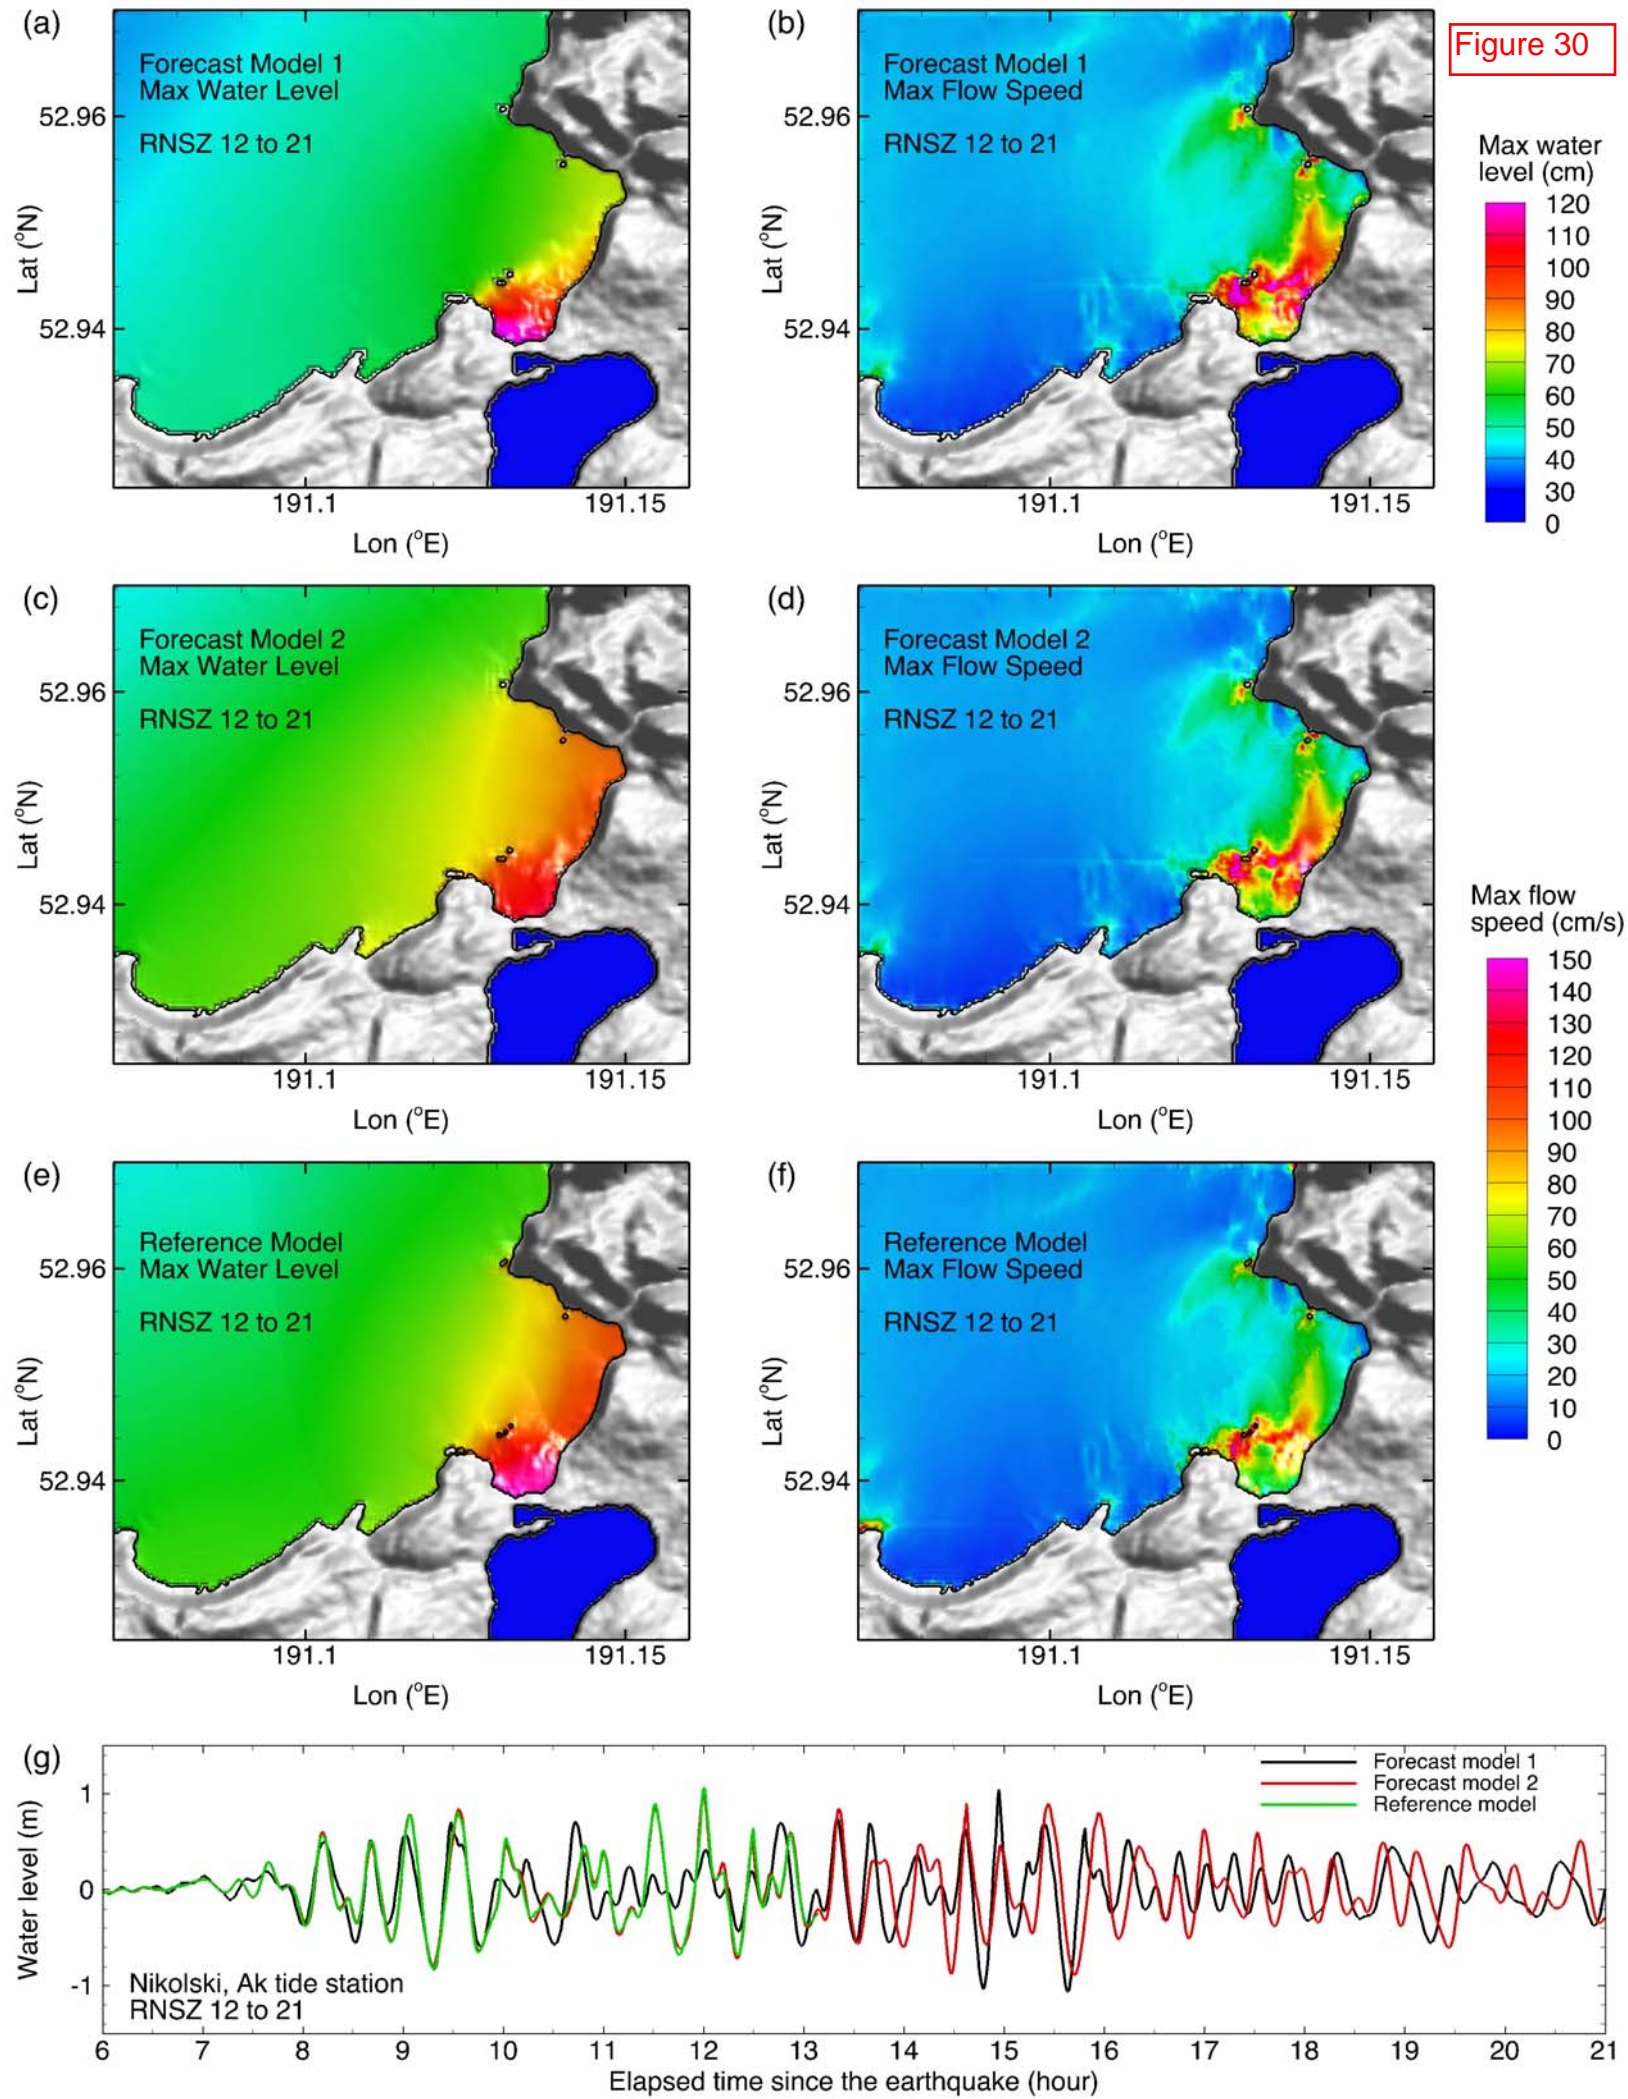 Figure 30
(a)
Forecast Model 1
Max Water Level
RNSZ 12 to 21
52.96
52.94
Lat (°N)
191.1
191.15
Lon (°E)
(b)
Forecast Model 1
Max Flow Speed
RNSZ 12 to 21
52.96
52.94
Lat (°N)
191.1
191.15
Lon (°E)
Max water
level (cm)
120
110
100
90
80
70
60
50
40
30
0
(c)
Forecast Model 2
Max Water Level
RNSZ 12 to 21
52.96
52.94
Lat (°N)
191.1
191.15
Lon (°E)
(d)
Forecast Model 2
Max Flow Speed
RNSZ 12 to 21
52.96
52.94
Lat (°N)
191.1
191.15
Lon (°E)
Max flow
speed (cm/s)
150
140
130
120
110
100
90
80
70
60
50
40
30
20
10
0
(e)
Reference Model
Max Water Level
RNSZ 12 to 21
52.96
52.94
Lat (°N)
191.1
191.15
Lon (°E)
(f)
Reference Model
Max Flow Speed
RNSZ 12 to 21
52.96
52.94
Lat (°N)
191.1
191.15
Lon (°E)
(g)
Forecast model 1
Forecast model 2
Reference model
1
0
-1
Water level (m)
Nikolski, Ak tide station
RNSZ 12 to 21
6 7 8 9 10 11 12 13 14 15 16 17 18 19 20 21
Elapsed time since the earthquake (hour)